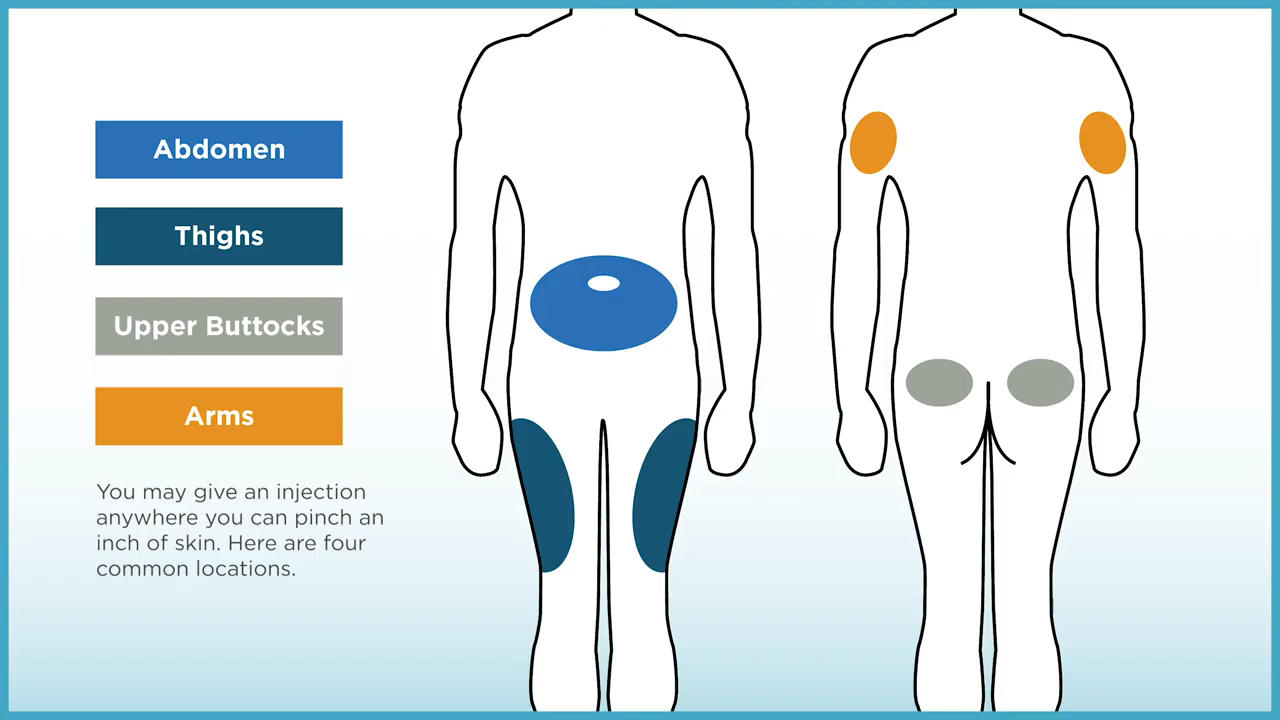 Abdomen
Thighs
Upper Buttocks
Arms
You may give an injection
anywhere you can pinch an
inch of skin. Here are four
common locations.